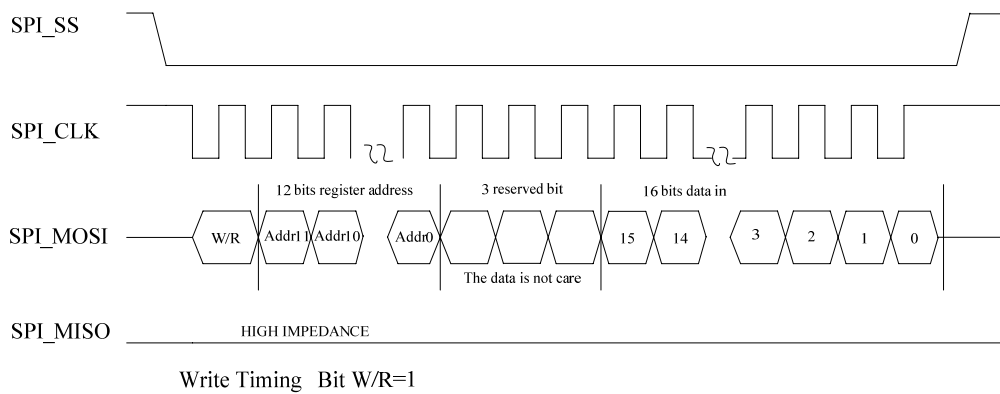 SPI_SS
SPI_CLK
12 bits register address 3 reserved bit 16 bits data in
SPI_MOSI W/R Addr11 Addr10 Addr0 15 14 3 2 1 0
The data is not care
SPI_MISO HIGH IMPEDANCE
Write Timing Bit W/R=1